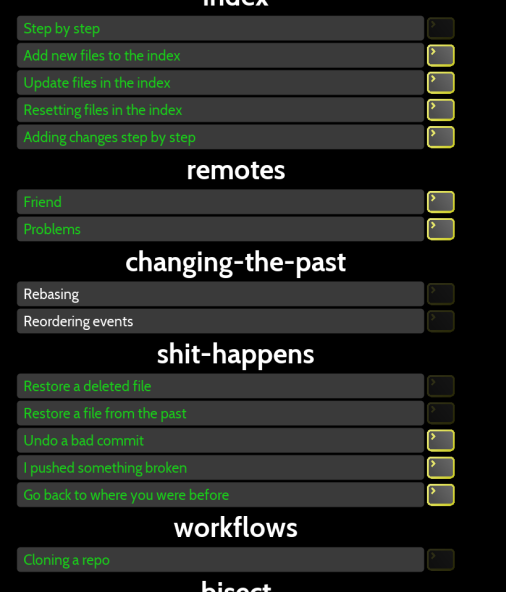 index
Step by step
Add new files to the index
Update files in the index
Resetting files in the index
Adding changes step by step
remotes
Friend
Problems
changing-the-past
Rebasing
Reordering events
shit-happens
Restore a deleted file
Restore a file from the past
Undo a bad commit
I pushed something broken
Go back to where you were before
workflows
Cloning a repo
bisect